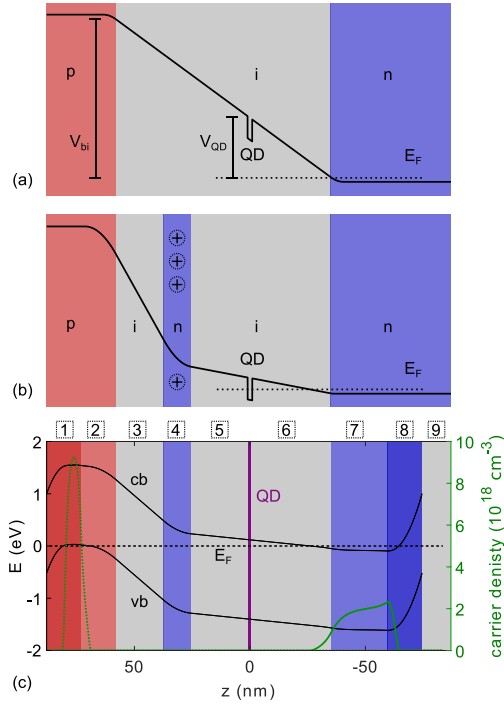 p
i
n
V_bi
V_QD
QD
E_F
(a)
p
i
n
i
n
+
+
+
+
QD
E_F
(b)
1 2 3 4 5 6 7 8 9
2
1
0
-1
-2
E (eV)
cb
vb
E_F
QD
10
8
6
4
2
0
carrier denisty (10^18 cm^-3)
50 0 -50
z (nm)
(c)